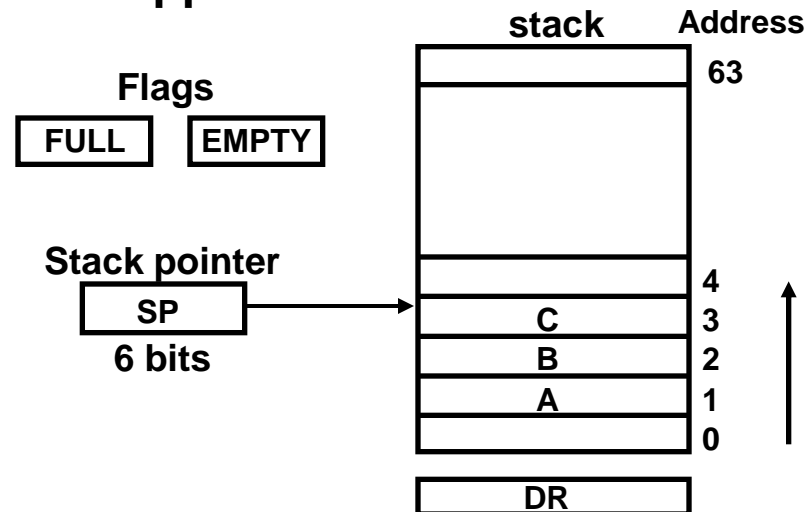 stack Address
63
Flags
FULL EMPTY
Stack pointer
SP
6 bits
4
C 3
B 2
A 1
0
DR